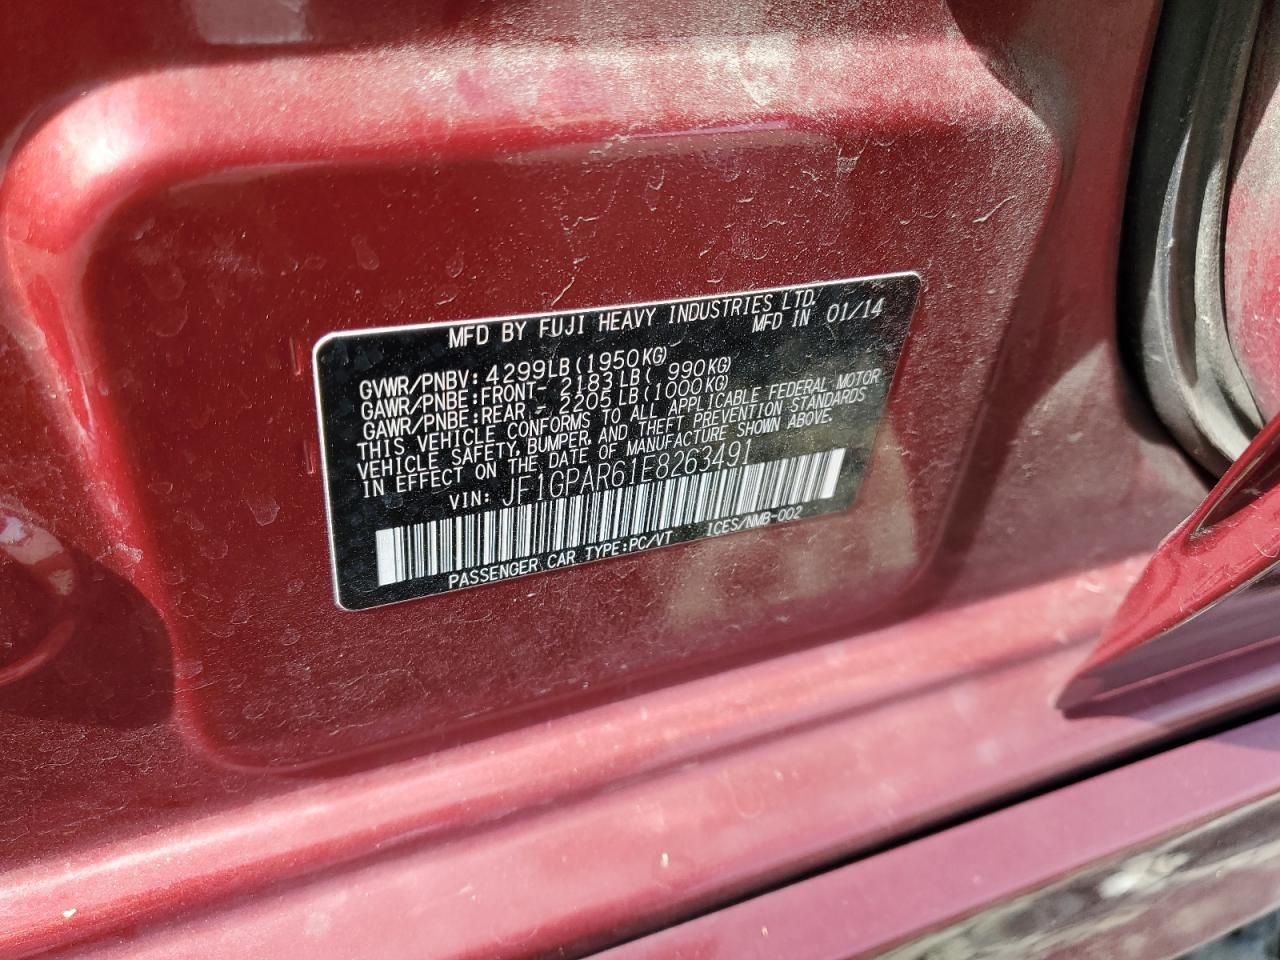 MFD BY FUJI HEAVY INDUSTRIES LTD.
MFD IN 01/14
GVWR/PNBV: 4299LB (1950KG)
GAWR/PNBE: FRONT- 2183LB ( 990KG)
GAWR/PNBE: REAR - 2205LB (1000KG)
THIS VEHICLE CONFORMS TO ALL APPLICABLE FEDERAL MOTOR
VEHICLE SAFETY, BUMPER, AND THEFT PREVENTION STANDARDS
IN EFFECT ON THE DATE OF MANUFACTURE SHOWN ABOVE.
VIN: JF1GPAR61E8263491
PASSENGER CAR TYPE:PC/VT ICES/NMB-002